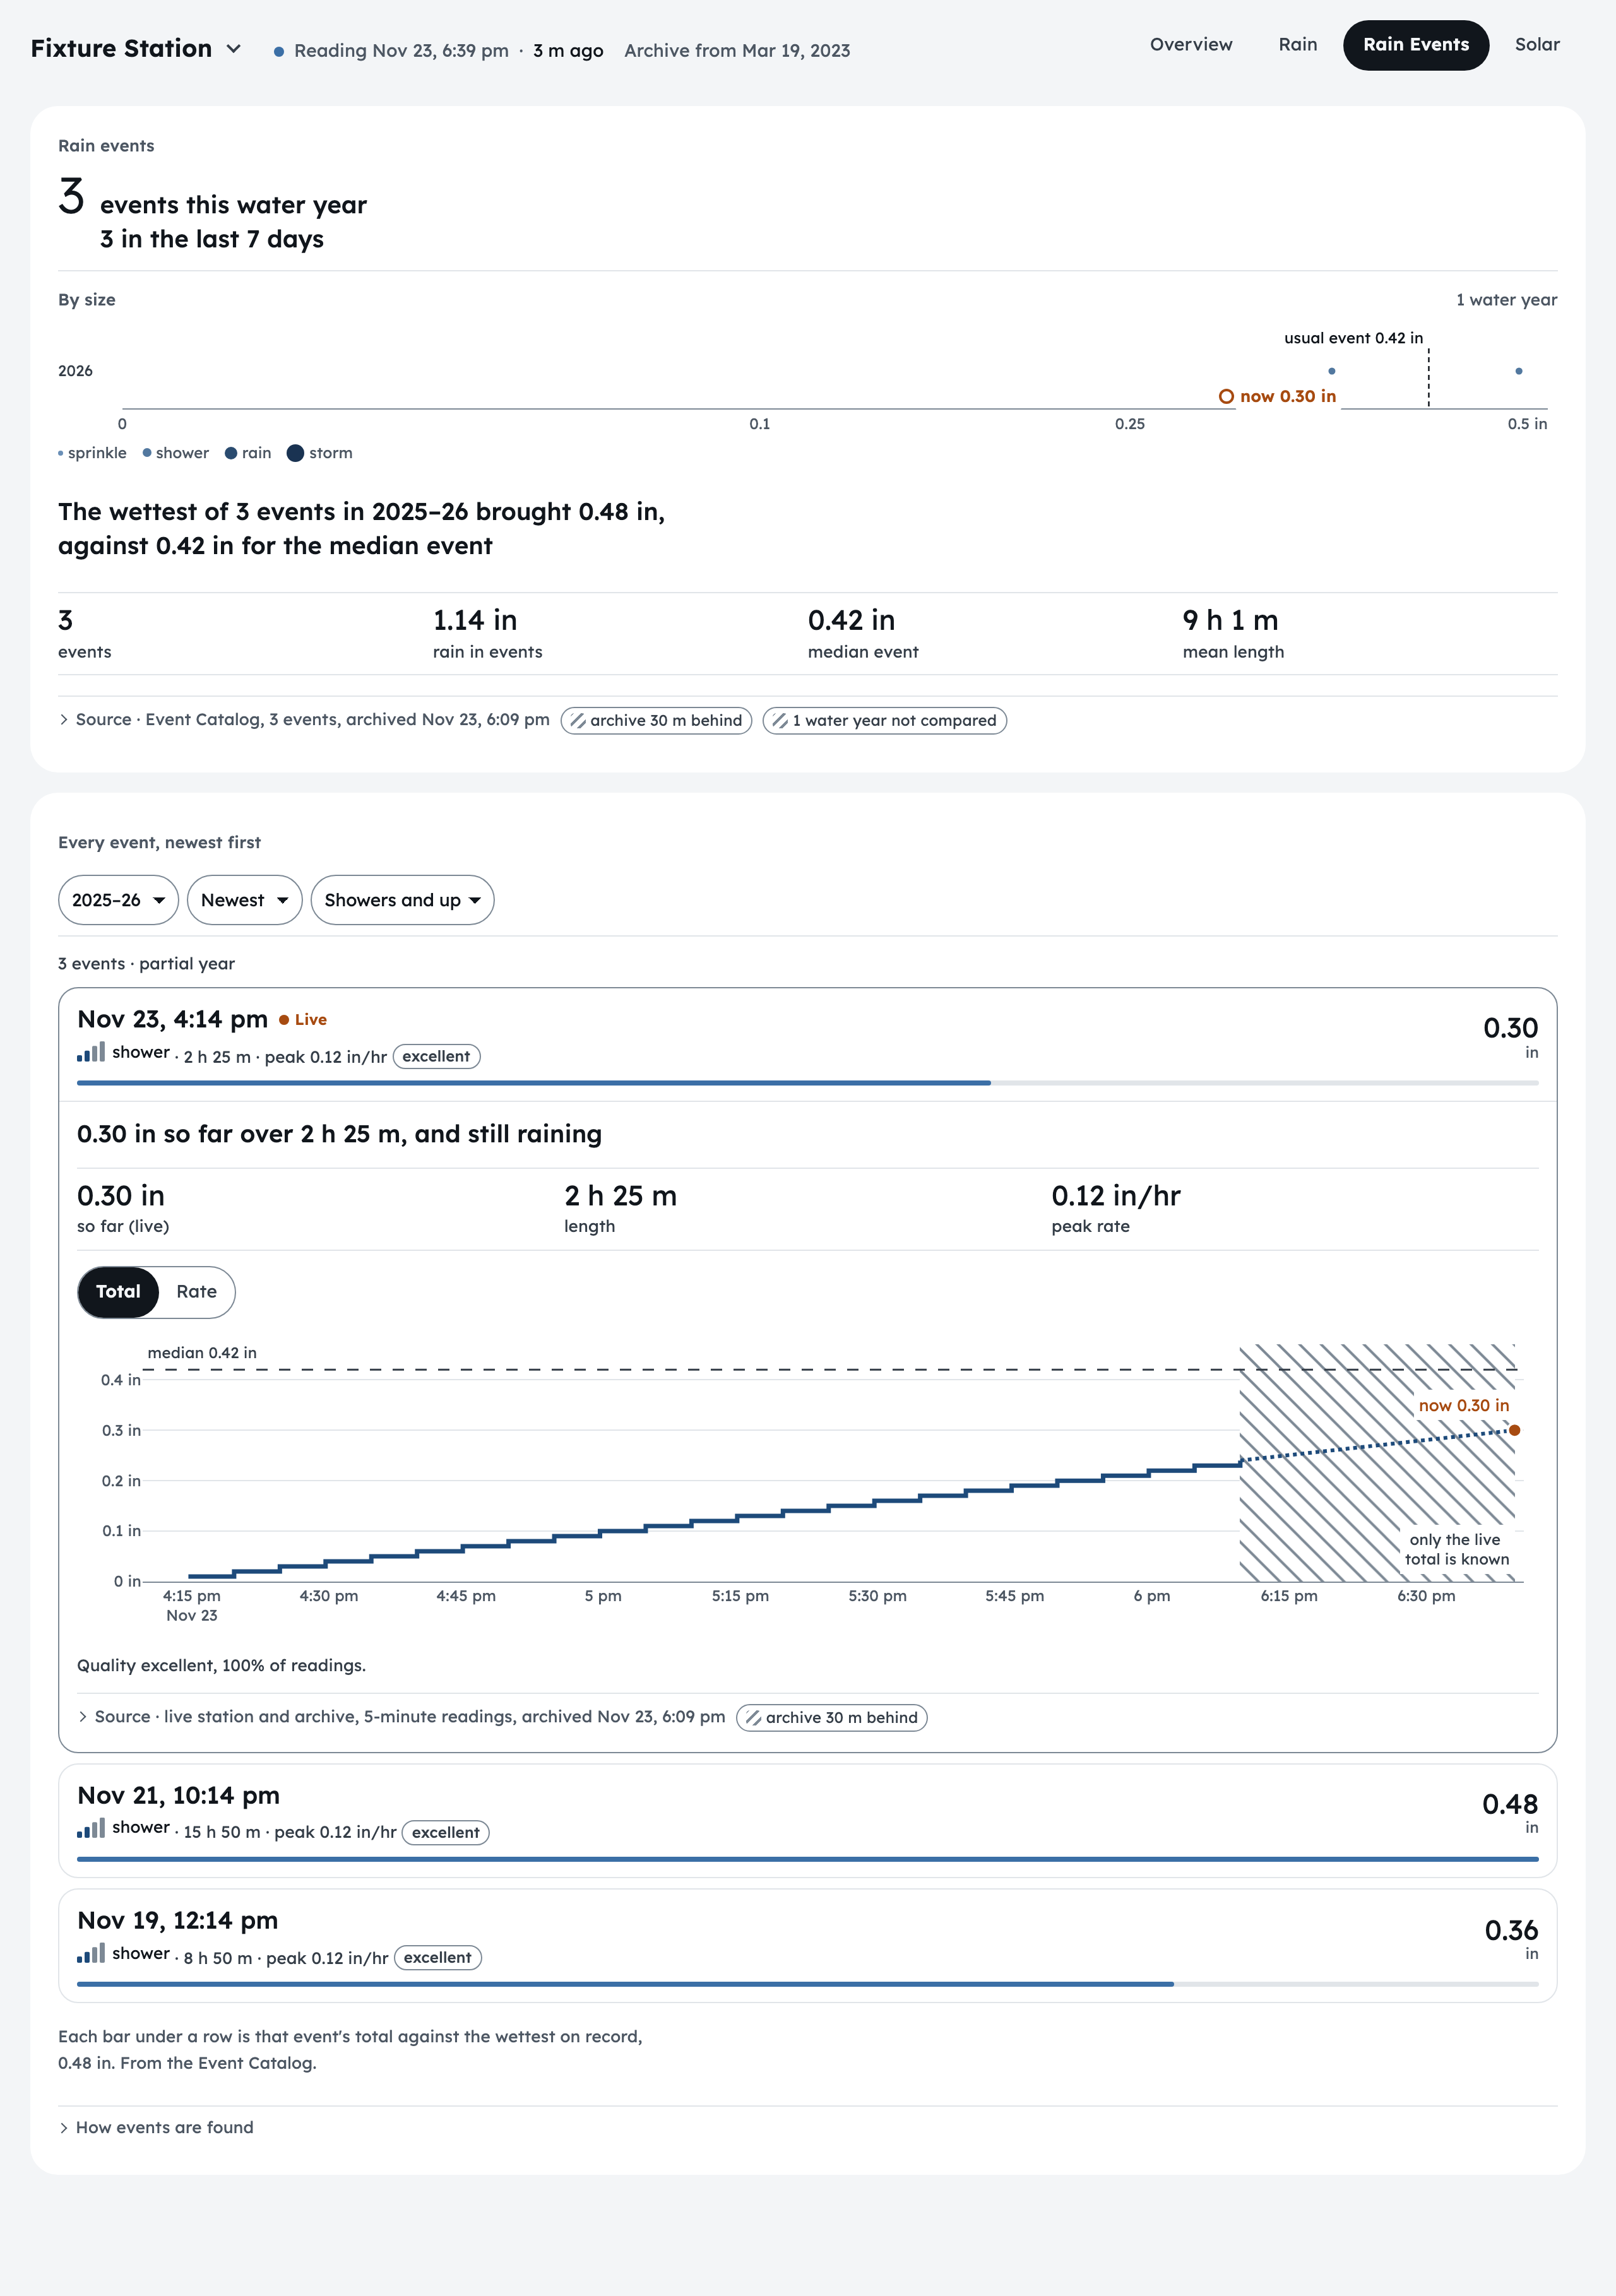 Fixture Station
Reading Nov 23, 6:39 pm · 3 m ago
Archive from Mar 19, 2023
Overview
Rain
Rain Events
Solar
Rain events
3 events this water year
3 in the last 7 days
By size
1 water year
usual event 0.42 in
2026
now 0.30 in
0
0.1
0.25
0.5 in
sprinkle
shower
rain
storm
The wettest of 3 events in 2025–26 brought 0.48 in,
against 0.42 in for the median event
3
events
1.14 in
rain in events
0.42 in
median event
9 h 1 m
mean length
Source · Event Catalog, 3 events, archived Nov 23, 6:09 pm
archive 30 m behind
1 water year not compared
Every event, newest first
2025–26
Newest
Showers and up
3 events · partial year
Nov 23, 4:14 pm
Live
0.30
in
shower · 2 h 25 m · peak 0.12 in/hr excellent
0.30 in so far over 2 h 25 m, and still raining
0.30 in
so far (live)
2 h 25 m
length
0.12 in/hr
peak rate
Total
Rate
median 0.42 in
0.4 in
now 0.30 in
0.3 in
0.2 in
0.1 in
only the live
total is known
0 in
4:15 pm
Nov 23
4:30 pm
4:45 pm
5 pm
5:15 pm
5:30 pm
5:45 pm
6 pm
6:15 pm
6:30 pm
Quality excellent, 100% of readings.
Source · live station and archive, 5-minute readings, archived Nov 23, 6:09 pm
archive 30 m behind
Nov 21, 10:14 pm
0.48
in
shower · 15 h 50 m · peak 0.12 in/hr excellent
Nov 19, 12:14 pm
0.36
in
shower · 8 h 50 m · peak 0.12 in/hr excellent
Each bar under a row is that event's total against the wettest on record,
0.48 in. From the Event Catalog.
How events are found